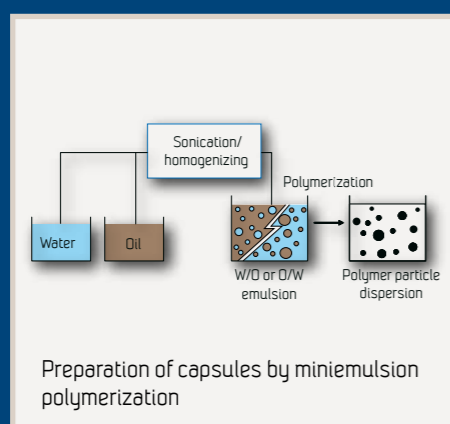 Sonication/
homogenizing
Polymerization
Water
Oil
W/O or O/W
emulsion
Polymer particle
dispersion
Preparation of capsules by miniemulsion
polymerization